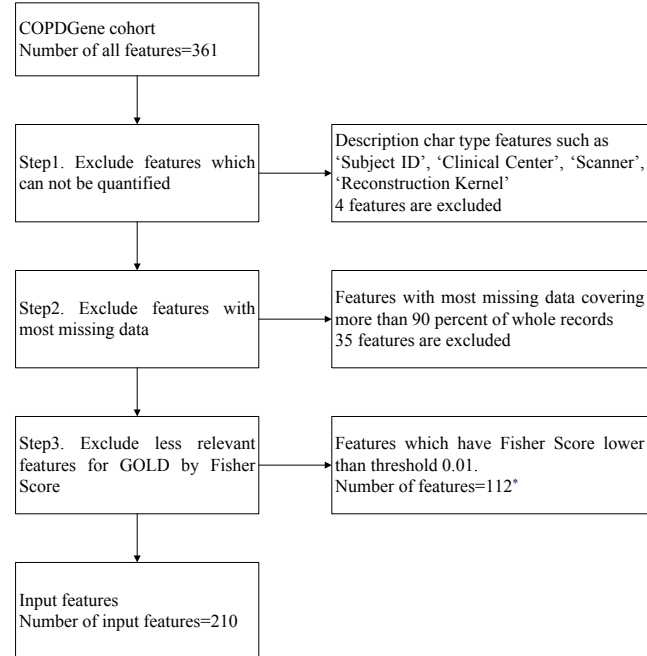 COPDGene cohort
Number of all features=361
Step1. Exclude features which
can not be quantified
Description char type features such as
‘Subject ID’, ‘Clinical Center’, ‘Scanner’,
‘Reconstruction Kernel’
4 features are excluded
Step2. Exclude features with
most missing data
Features with most missing data covering
more than 90 percent of whole records
35 features are excluded
Step3. Exclude less relevant
features for GOLD by Fisher
Score
Features which have Fisher Score lower
than threshold 0.01.
Number of features=112*
Input features
Number of input features=210